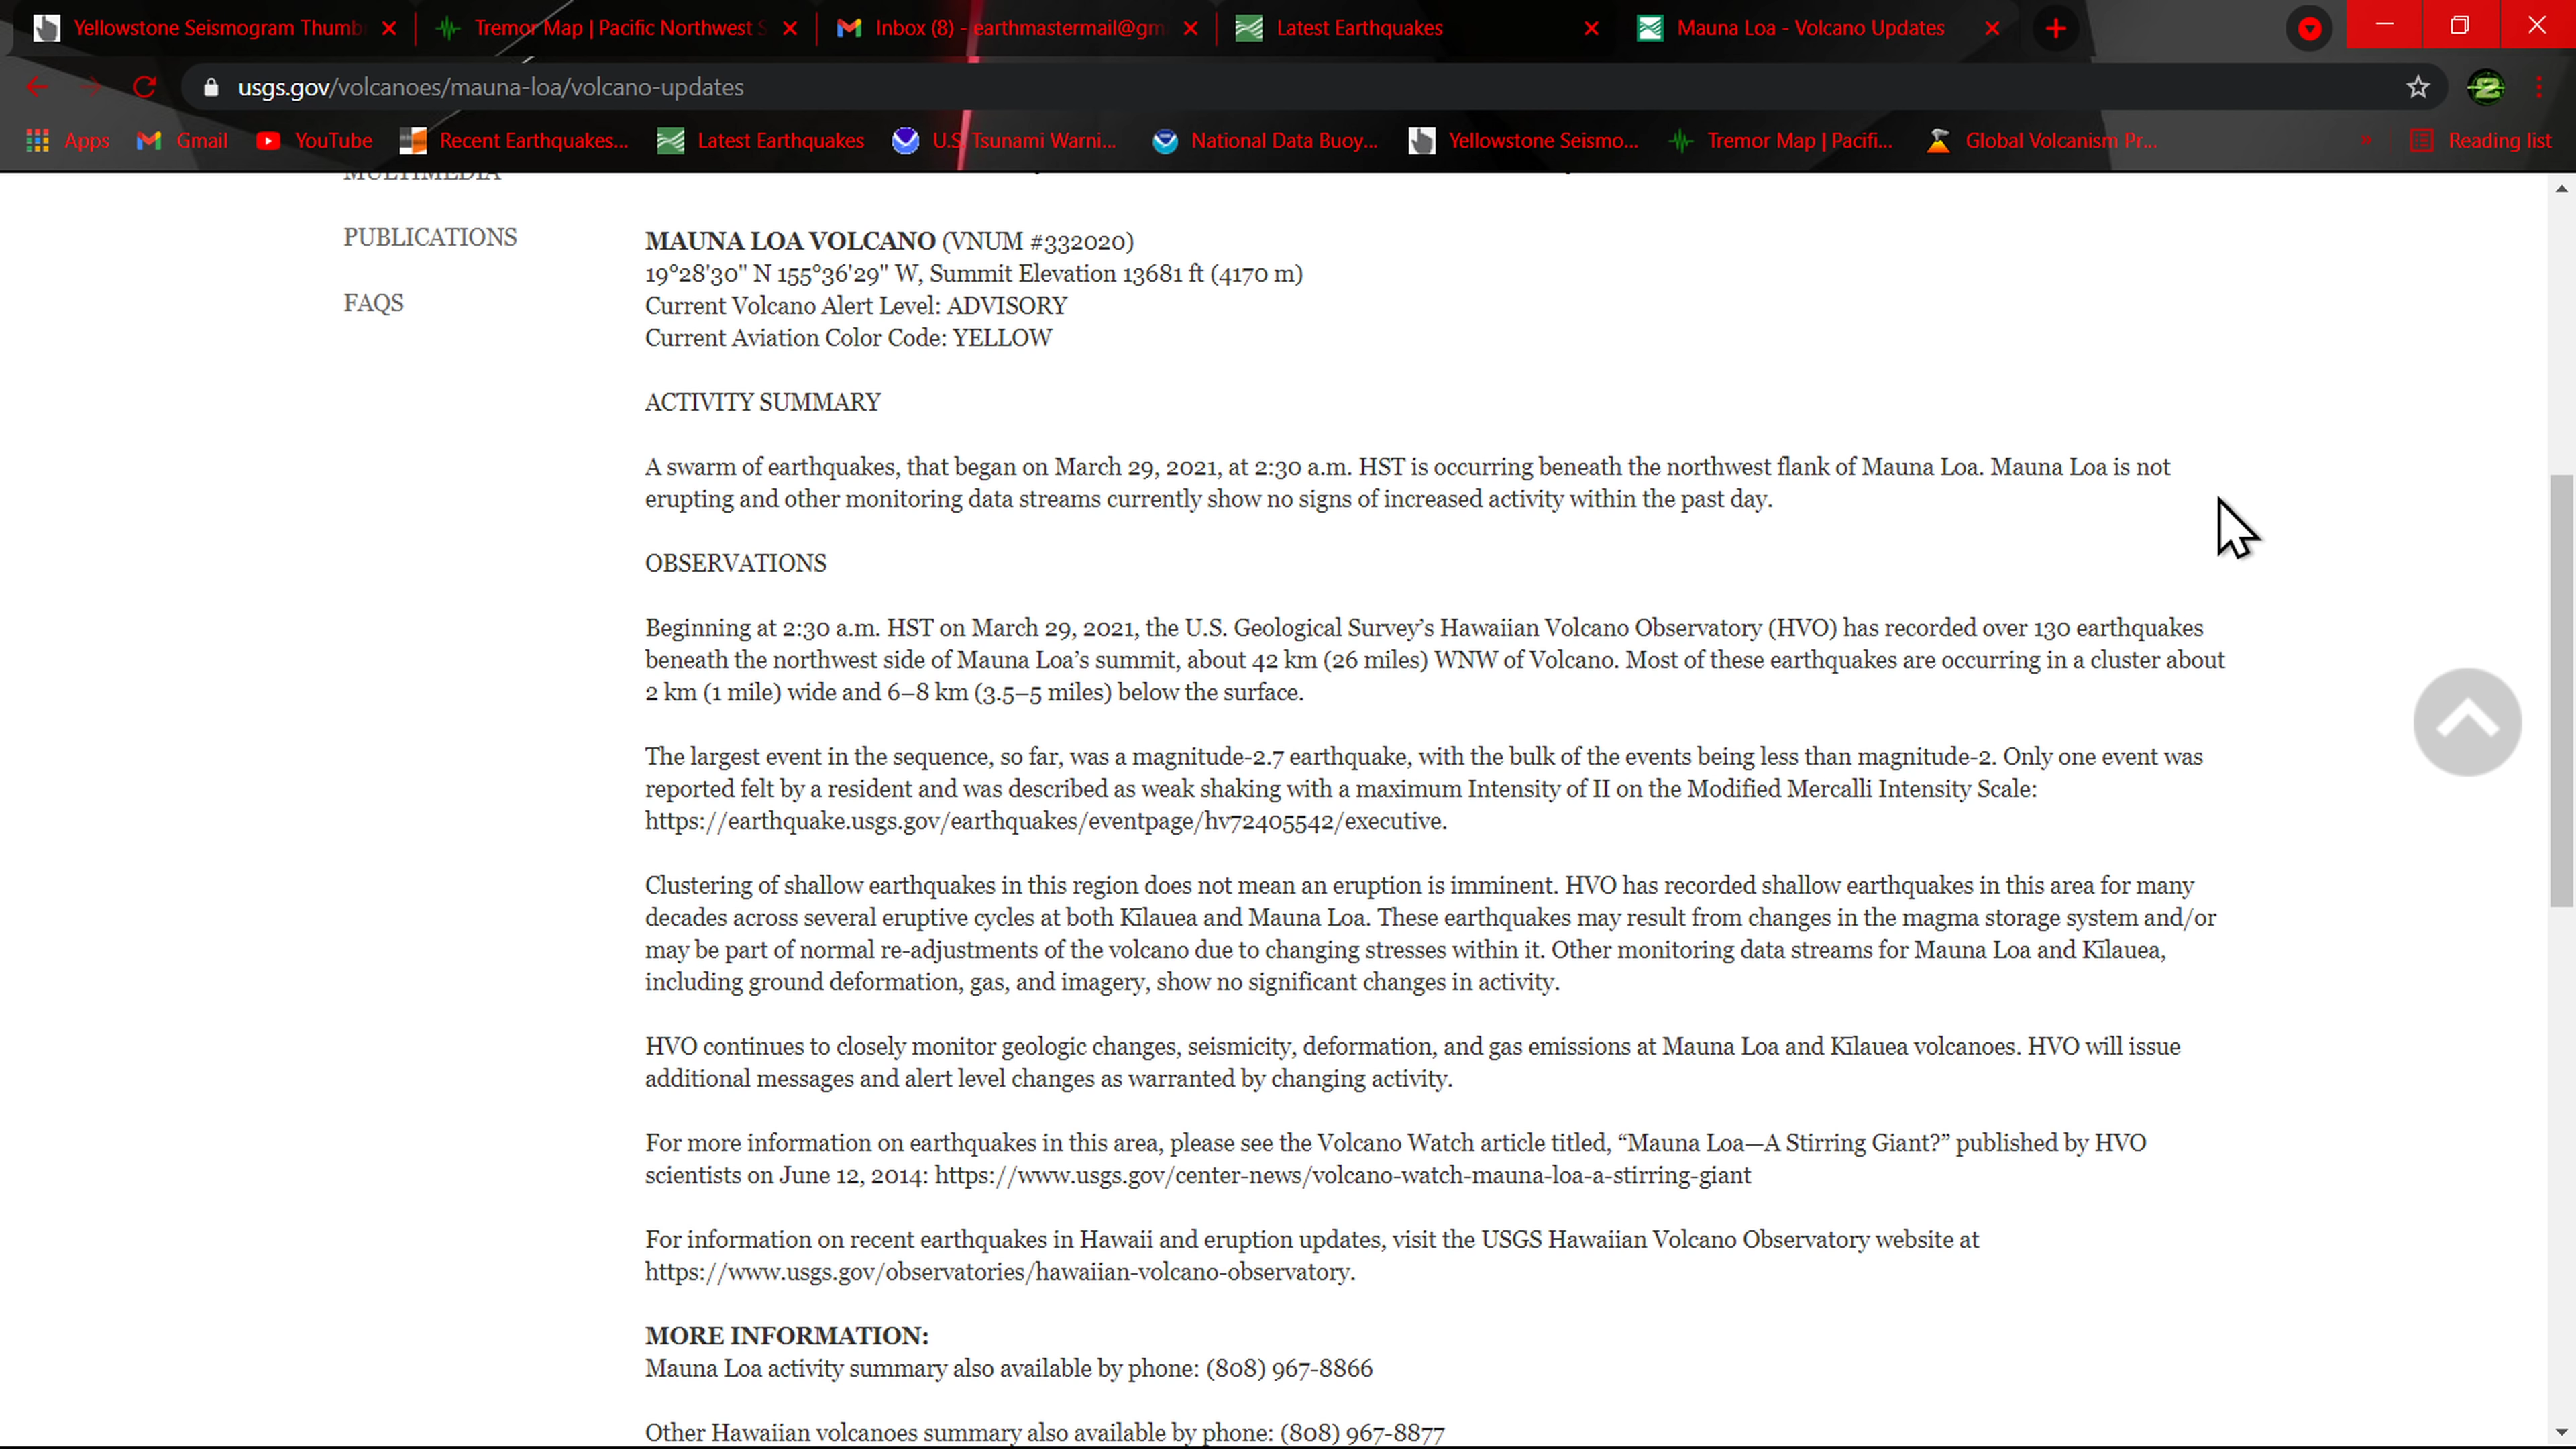 Yellowstone Seismogram Thumb
Tremor Map | Pacific Northwest S
Inbox (8) - earthmastermail@gm
Latest Earthquakes
Mauna Loa - Volcano Updates
usgs.gov/volcanoes/mauna-loa/volcano-updates
Apps
Gmail
YouTube
Recent Earthquakes...
Latest Earthquakes
U.S. Tsunami Warni...
National Data Buoy...
Yellowstone Seismo...
Tremor Map | Pacifi...
Global Volcanism Pr...
Reading list
MULTIMEDIA
PUBLICATIONS
FAQS
MAUNA LOA VOLCANO (VNUM #332020)
19°28'30" N 155°36'29" W, Summit Elevation 13681 ft (4170 m)
Current Volcano Alert Level: ADVISORY
Current Aviation Color Code: YELLOW
ACTIVITY SUMMARY
A swarm of earthquakes, that began on March 29, 2021, at 2:30 a.m. HST is occurring beneath the northwest flank of Mauna Loa. Mauna Loa is not
erupting and other monitoring data streams currently show no signs of increased activity within the past day.
OBSERVATIONS
Beginning at 2:30 a.m. HST on March 29, 2021, the U.S. Geological Survey’s Hawaiian Volcano Observatory (HVO) has recorded over 130 earthquakes
beneath the northwest side of Mauna Loa’s summit, about 42 km (26 miles) WNW of Volcano. Most of these earthquakes are occurring in a cluster about
2 km (1 mile) wide and 6–8 km (3.5–5 miles) below the surface.
The largest event in the sequence, so far, was a magnitude-2.7 earthquake, with the bulk of the events being less than magnitude-2. Only one event was
reported felt by a resident and was described as weak shaking with a maximum Intensity of II on the Modified Mercalli Intensity Scale:
https://earthquake.usgs.gov/earthquakes/eventpage/hv72405542/executive.
Clustering of shallow earthquakes in this region does not mean an eruption is imminent. HVO has recorded shallow earthquakes in this area for many
decades across several eruptive cycles at both Kīlauea and Mauna Loa. These earthquakes may result from changes in the magma storage system and/or
may be part of normal re-adjustments of the volcano due to changing stresses within it. Other monitoring data streams for Mauna Loa and Kīlauea,
including ground deformation, gas, and imagery, show no significant changes in activity.
HVO continues to closely monitor geologic changes, seismicity, deformation, and gas emissions at Mauna Loa and Kīlauea volcanoes. HVO will issue
additional messages and alert level changes as warranted by changing activity.
For more information on earthquakes in this area, please see the Volcano Watch article titled, “Mauna Loa—A Stirring Giant?” published by HVO
scientists on June 12, 2014: https://www.usgs.gov/center-news/volcano-watch-mauna-loa-a-stirring-giant
For information on recent earthquakes in Hawaii and eruption updates, visit the USGS Hawaiian Volcano Observatory website at
https://www.usgs.gov/observatories/hawaiian-volcano-observatory.
MORE INFORMATION:
Mauna Loa activity summary also available by phone: (808) 967-8866
Other Hawaiian volcanoes summary also available by phone: (808) 967-8877